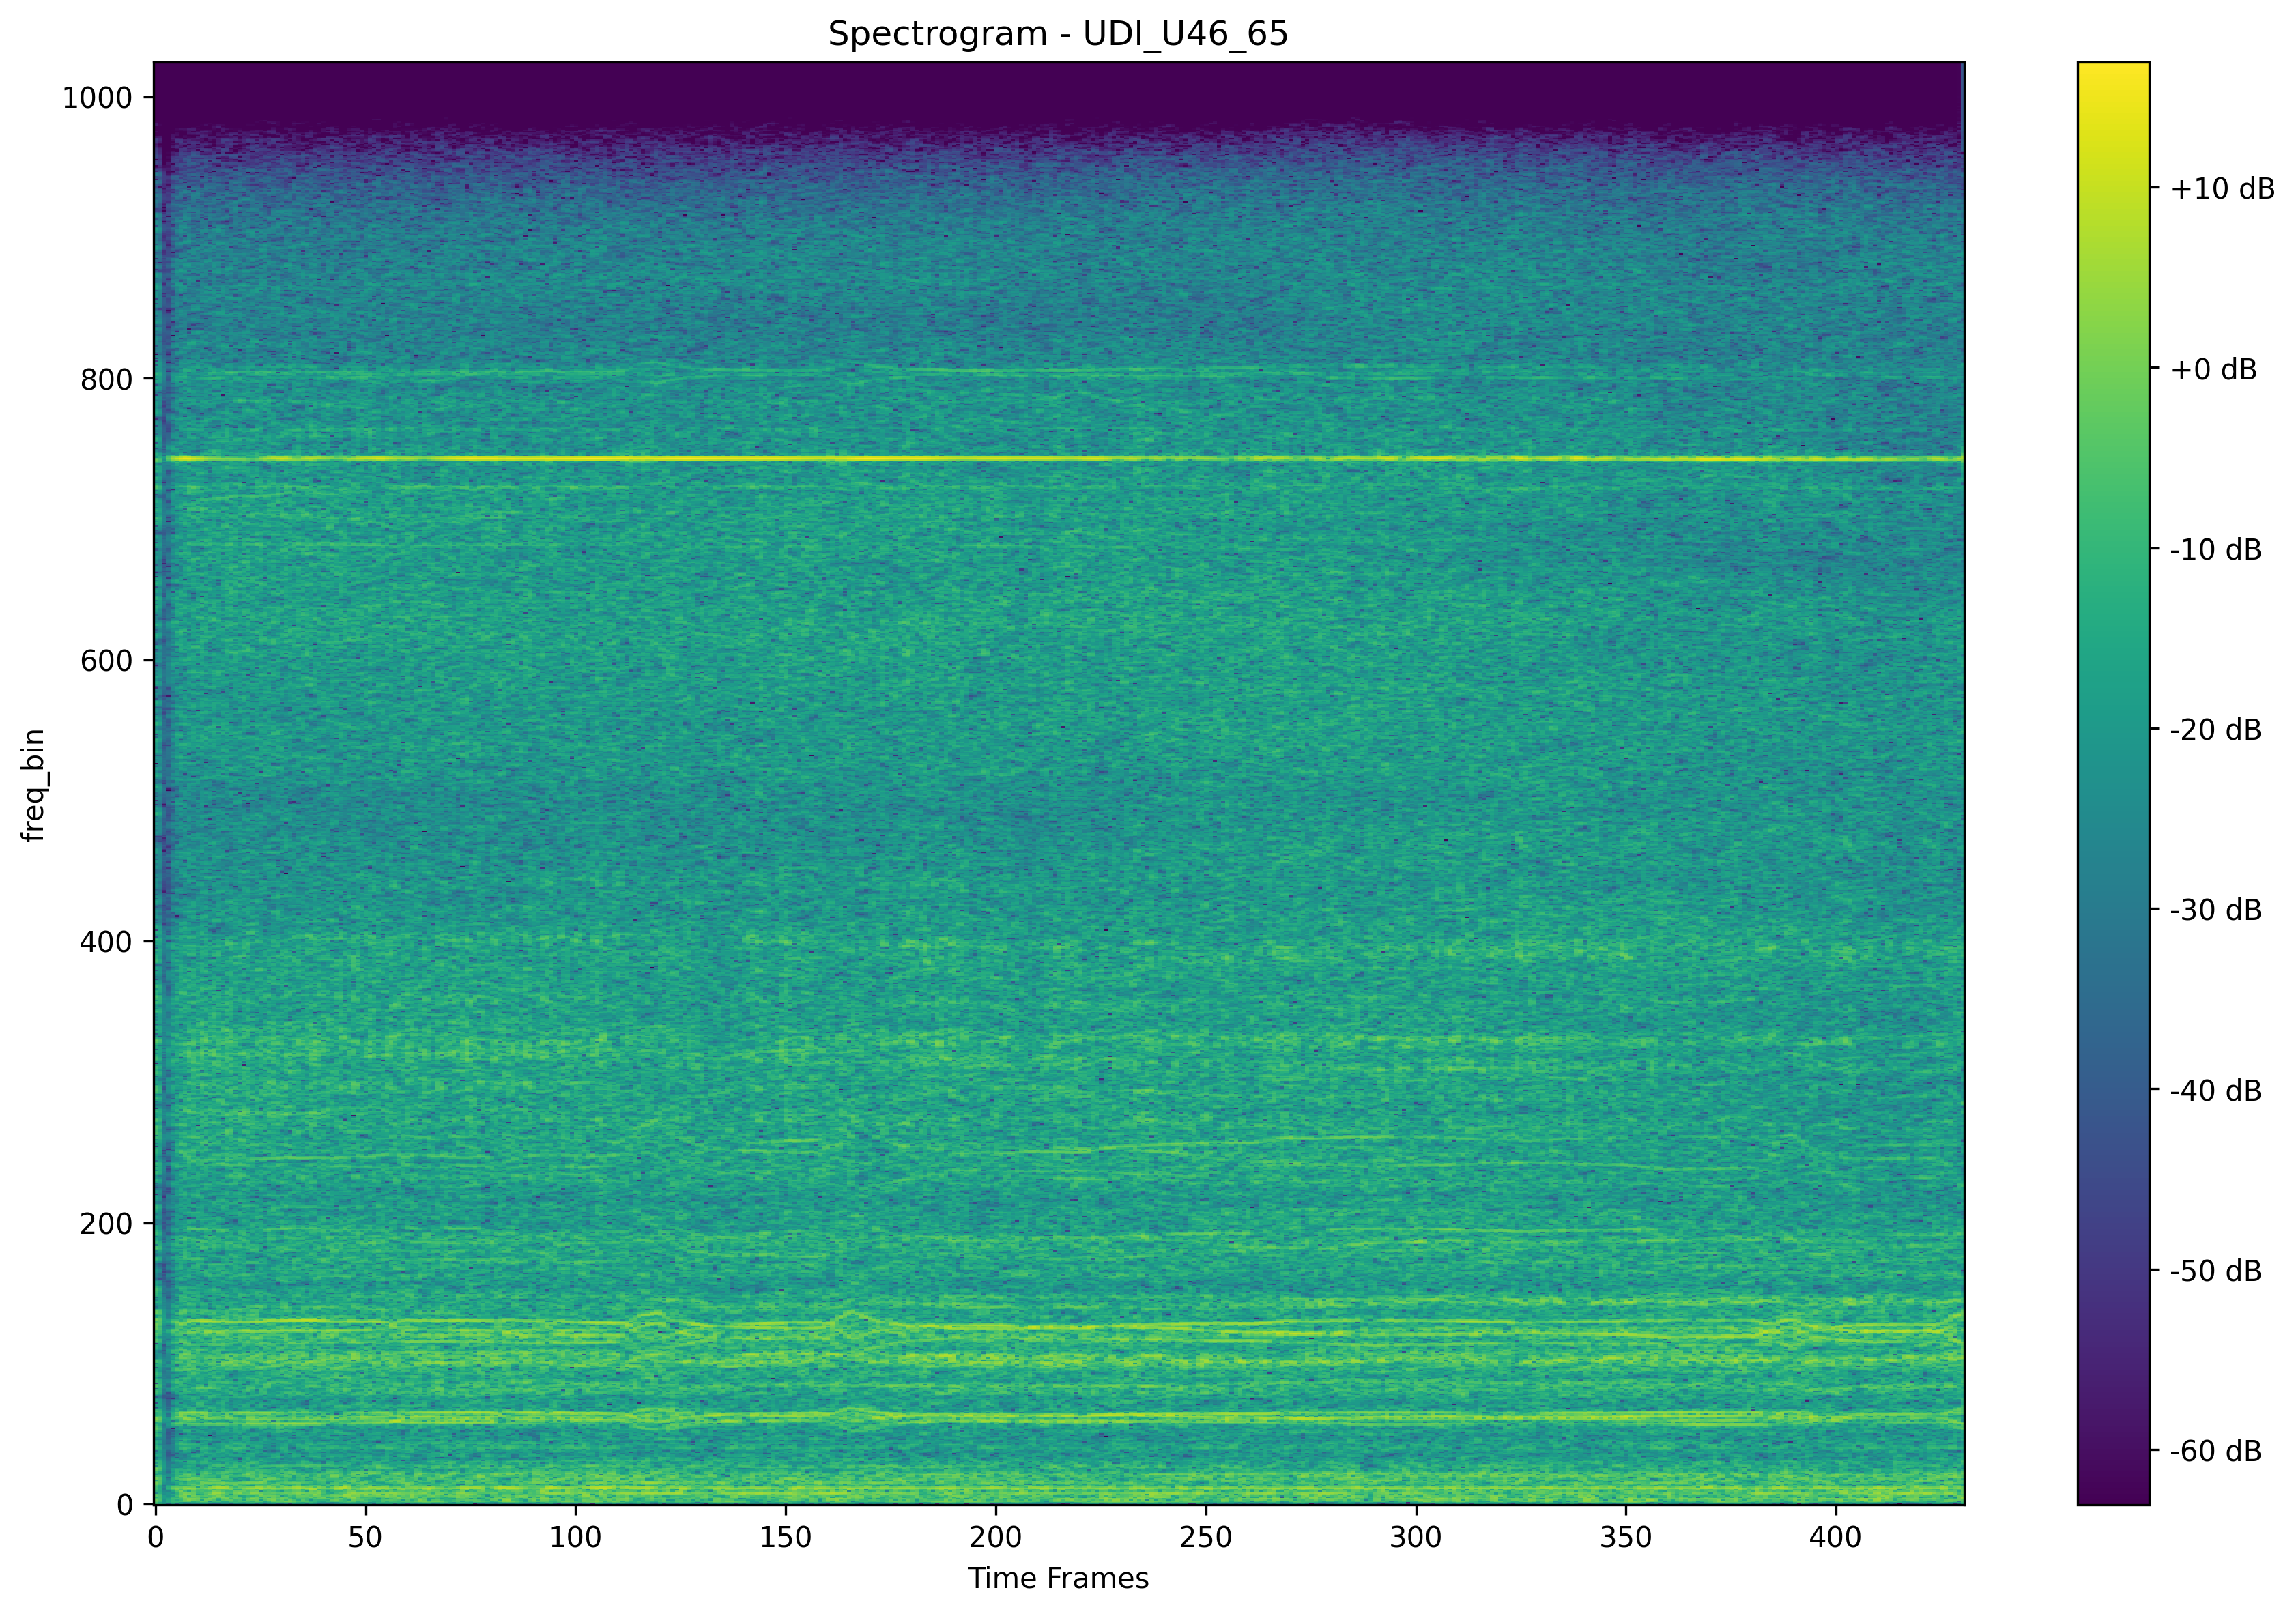 Spectrogram - UDI_U46_65
1000
800
600
400
200
0
freq_bin
0 50 100 150 200 250 300 350 400
Time Frames
+10 dB
+0 dB
-10 dB
-20 dB
-30 dB
-40 dB
-50 dB
-60 dB